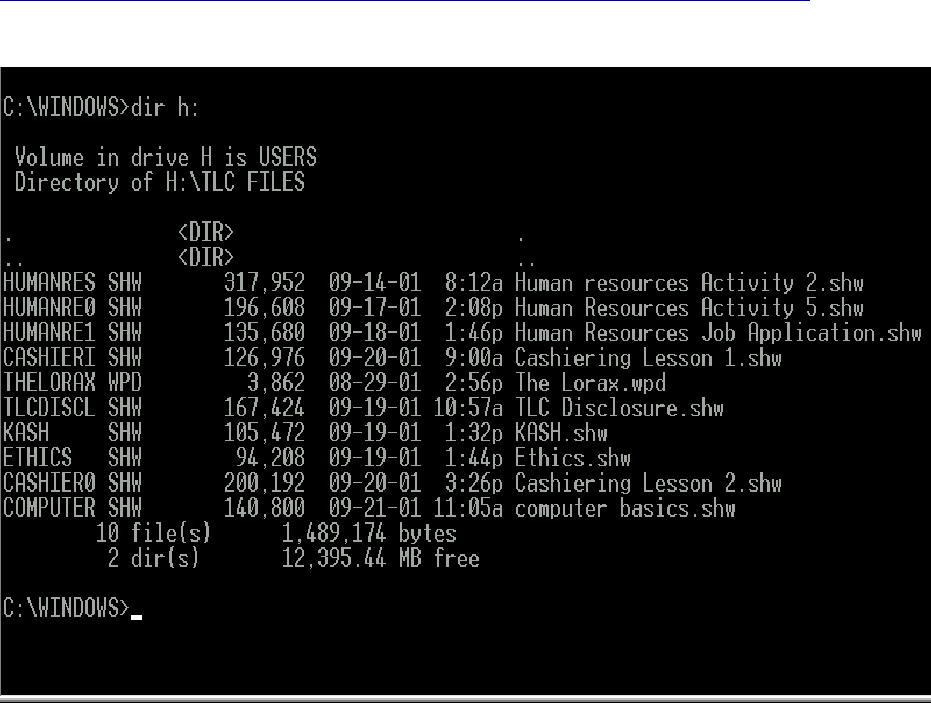 C:\WINDOWS>dir h:
Volume in drive H is USERS
Directory of H:\TLC FILES
. <DIR> .
.. <DIR> ..
HUMANRES SHW 317,952 09-14-01 8:12a Human resources Activity 2.shw
HUMANRE0 SHW 196,608 09-17-01 2:08p Human Resources Activity 5.shw
HUMANRE1 SHW 135,680 09-18-01 1:46p Human Resources Job Application.shw
CASHIERI SHW 126,976 09-20-01 9:00a Cashiering Lesson 1.shw
THELORAX WPD 3,862 08-29-01 2:56p The Lorax.wpd
TLCDISCL SHW 167,424 09-19-01 10:57a TLC Disclosure.shw
KASH SHW 105,472 09-19-01 1:32p KASH.shw
ETHICS SHW 94,208 09-19-01 1:44p Ethics.shw
CASHIER0 SHW 200,192 09-20-01 3:26p Cashiering Lesson 2.shw
COMPUTER SHW 140,800 09-21-01 11:05a computer basics.shw
10 file(s) 1,489,174 bytes
2 dir(s) 12,395.44 MB free
C:\WINDOWS>